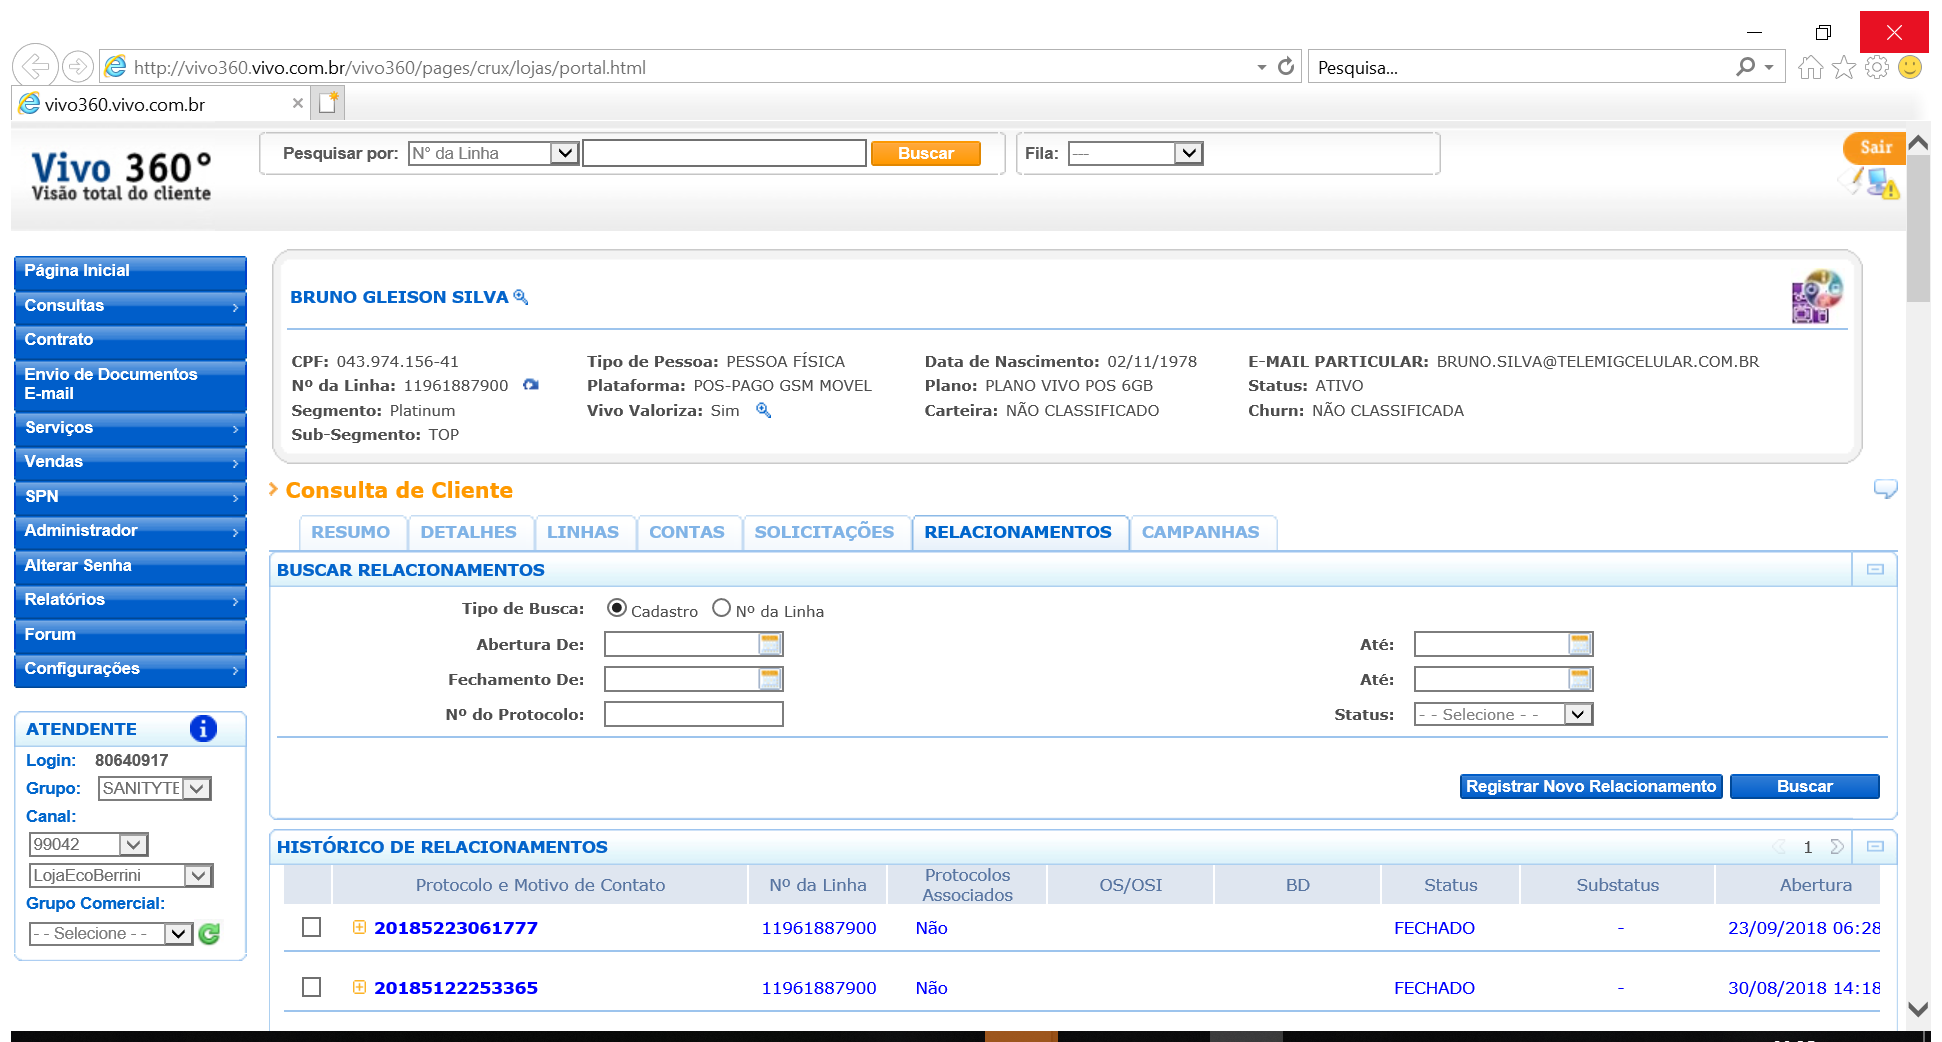 http://vivo360.vivo.com.br/vivo360/pages/crux/lojas/portal.html
Pesquisa...
vivo360.vivo.com.br
Vivo 360°
Visão total do cliente
Pesquisar por: N° da Linha Buscar
Fila: ---
Sair
Página Inicial
Consultas
Contrato
Envio de Documentos
E-mail
Serviços
Vendas
SPN
Administrador
Alterar Senha
Relatórios
Forum
Configurações
ATENDENTE
Login: 80640917
Grupo: SANITYTE
Canal:
99042
LojaEcoBerrini
Grupo Comercial:
- - Selecione - -
BRUNO GLEISON SILVA
CPF: 043.974.156-41 Tipo de Pessoa: PESSOA FÍSICA Data de Nascimento: 02/11/1978 E-MAIL PARTICULAR: BRUNO.SILVA@TELEMIGCELULAR.COM.BR
Nº da Linha: 11961887900 Plataforma: POS-PAGO GSM MOVEL Plano: PLANO VIVO POS 6GB Status: ATIVO
Segmento: Platinum Vivo Valoriza: Sim Carteira: NÃO CLASSIFICADO Churn: NÃO CLASSIFICADA
Sub-Segmento: TOP
Consulta de Cliente
RESUMO DETALHES LINHAS CONTAS SOLICITAÇÕES RELACIONAMENTOS CAMPANHAS
BUSCAR RELACIONAMENTOS
Tipo de Busca: Cadastro Nº da Linha
Abertura De: Até:
Fechamento De: Até:
Nº do Protocolo: Status: - - Selecione - -
Registrar Novo Relacionamento Buscar
HISTÓRICO DE RELACIONAMENTOS 1
Protocolo e Motivo de Contato Nº da Linha Protocolos Associados OS/OSI BD Status Substatus Abertura
20185223061777 11961887900 Não FECHADO - 23/09/2018 06:28
20185122253365 11961887900 Não FECHADO - 30/08/2018 14:18